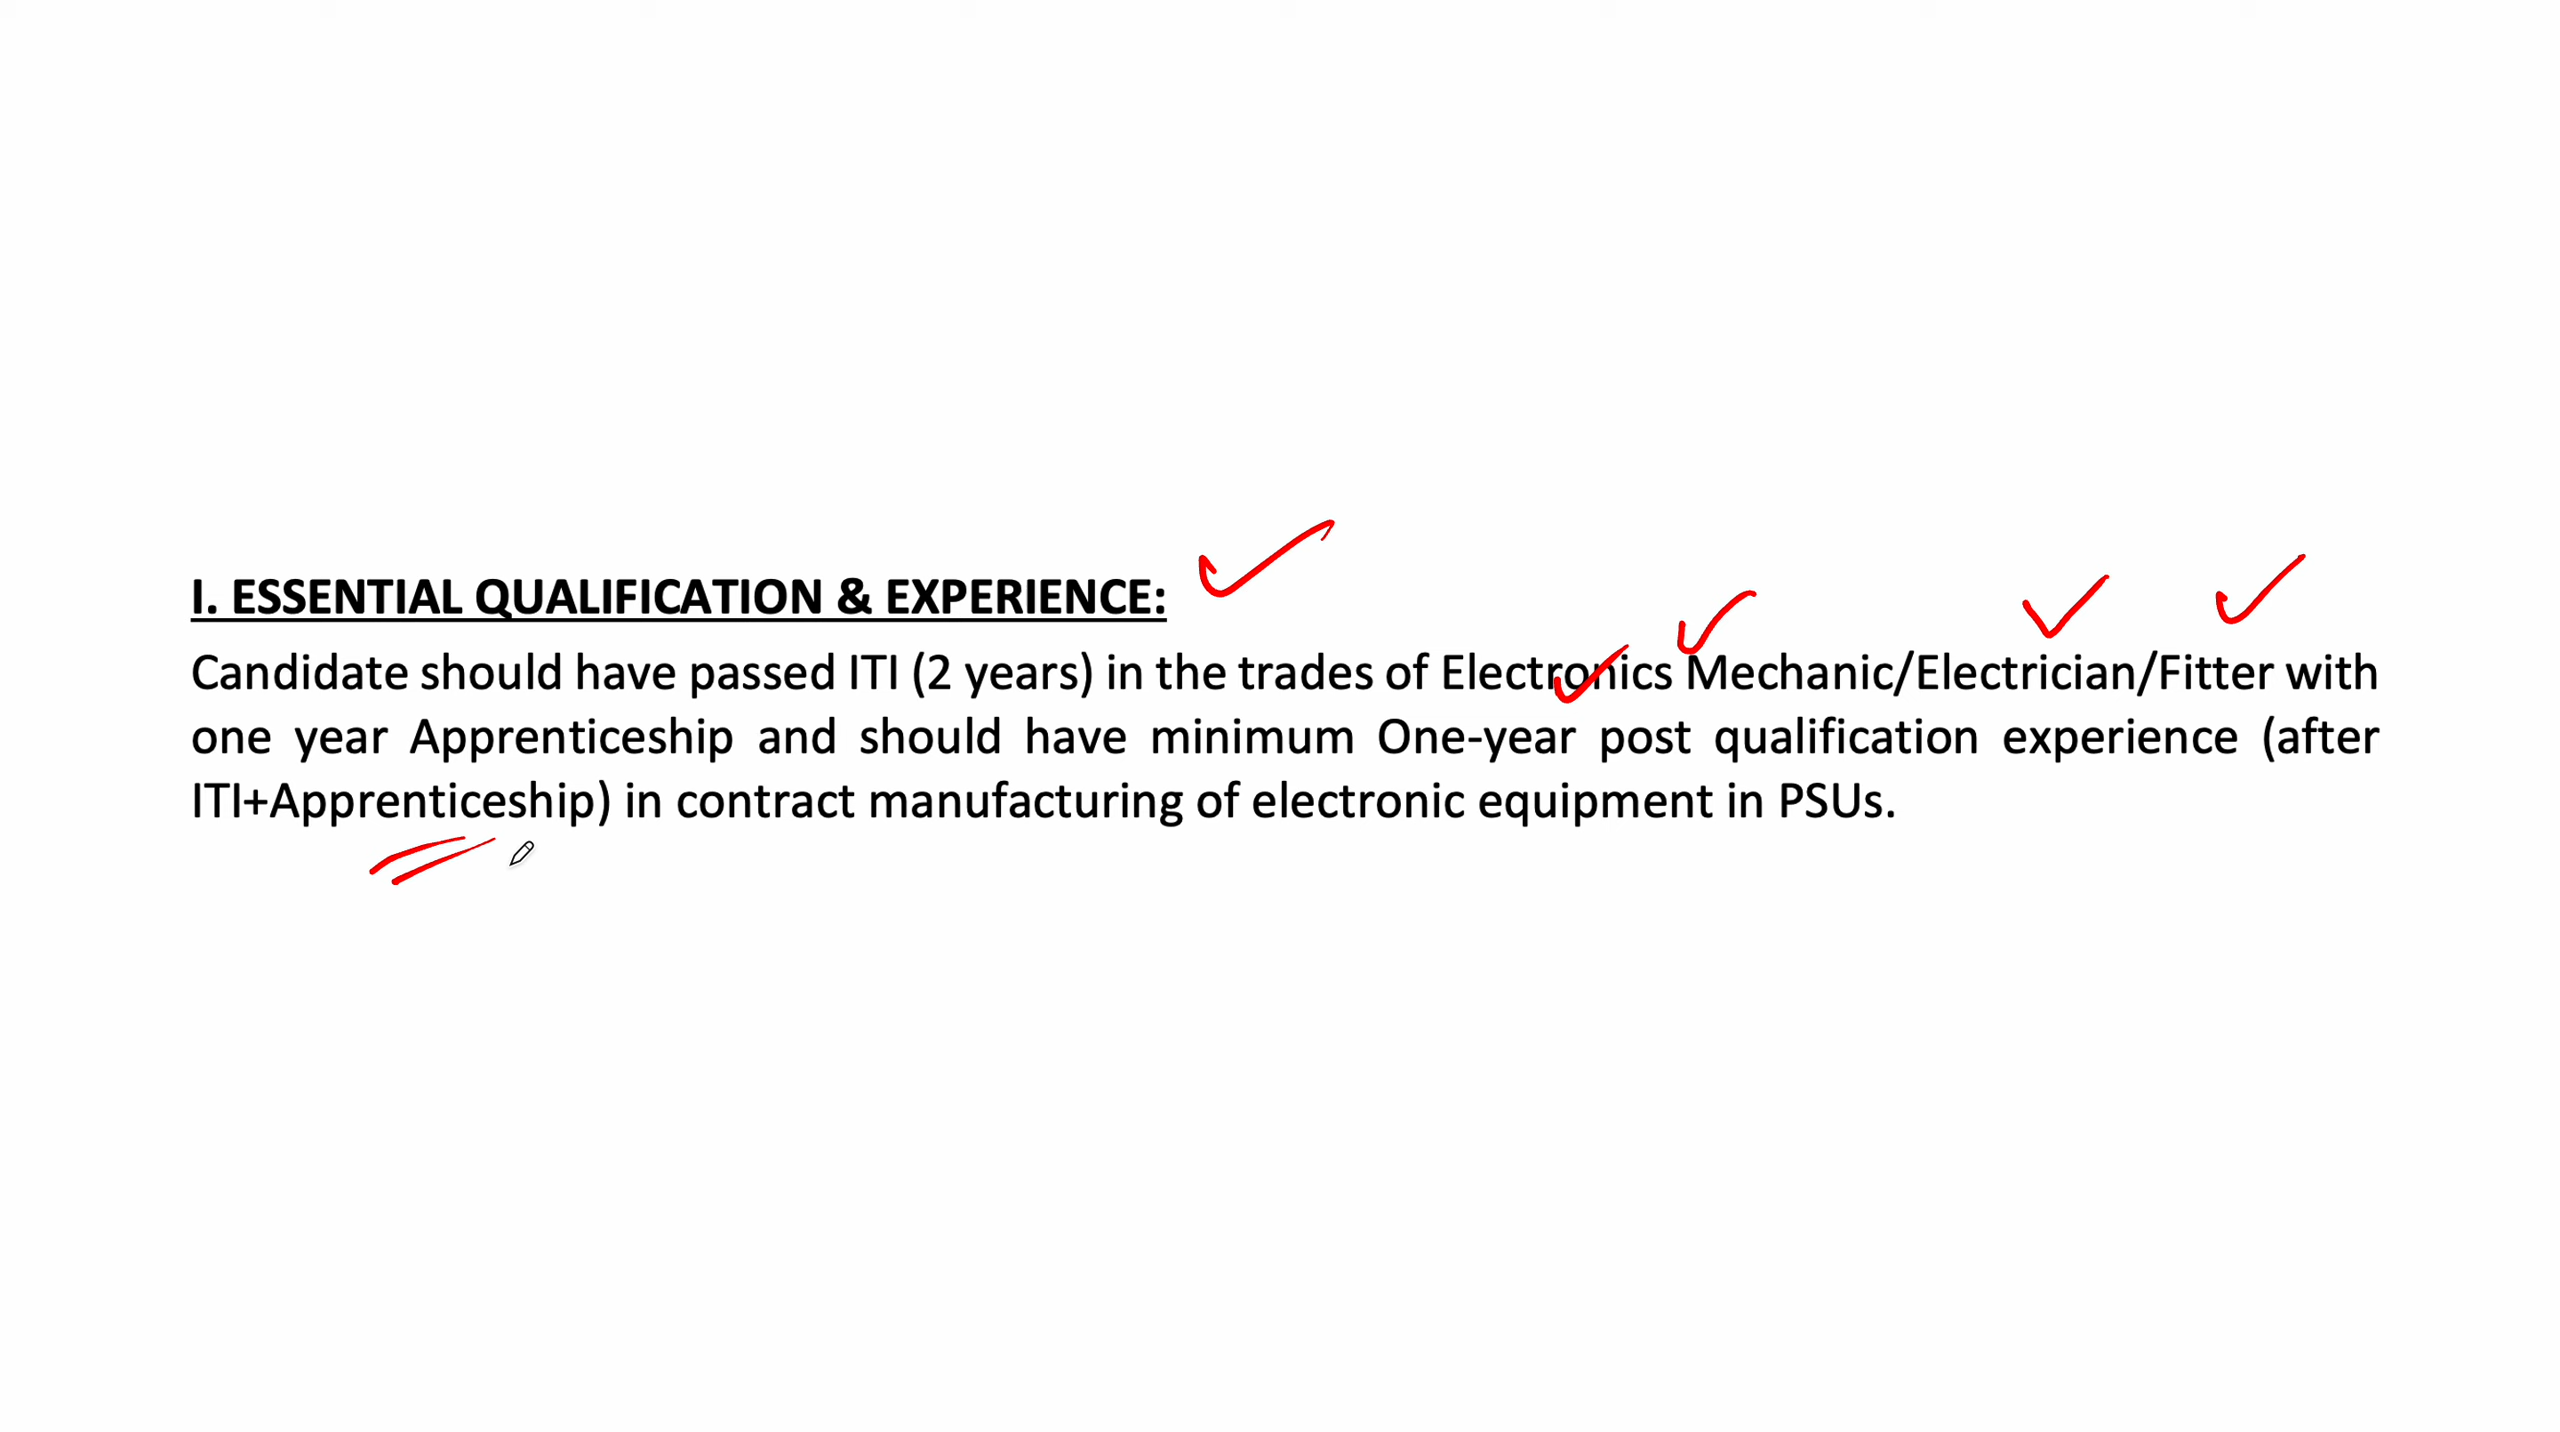 I. ESSENTIAL QUALIFICATION & EXPERIENCE:
Candidate should have passed ITI (2 years) in the trades of Electronics Mechanic/Electrician/Fitter with
one year Apprenticeship and should have minimum One-year post qualification experience (after
ITI+Apprenticeship) in contract manufacturing of electronic equipment in PSUs.